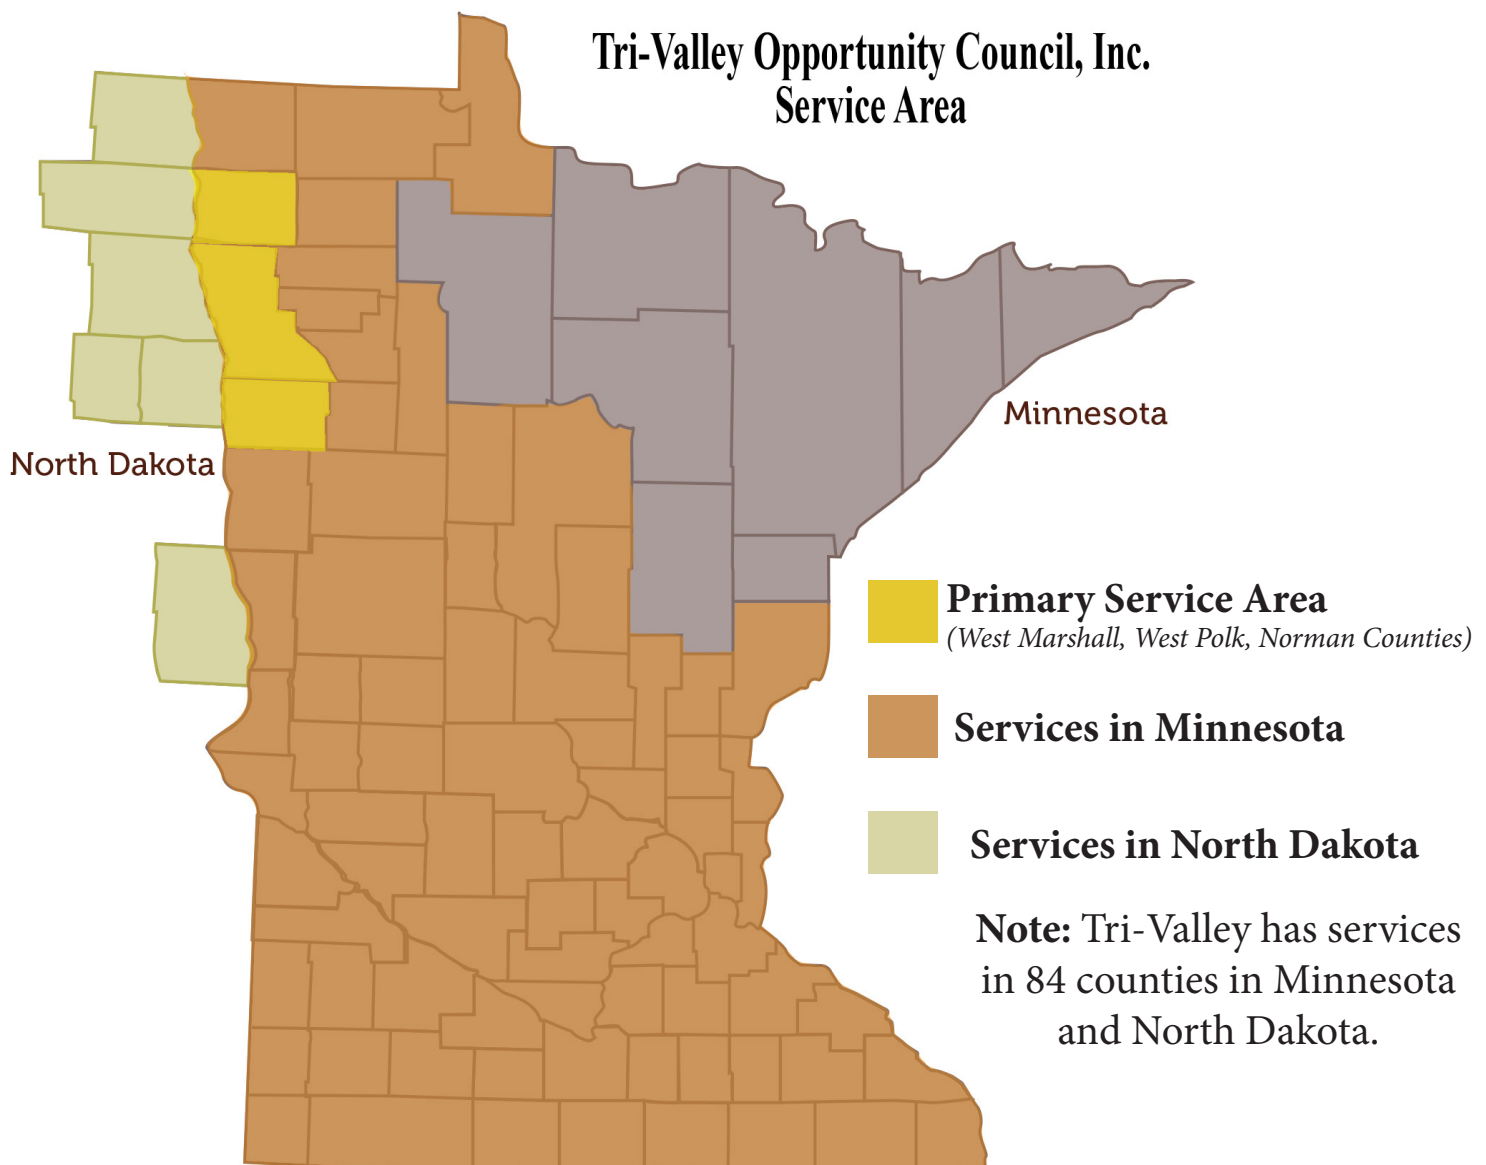 Tri-Valley Opportunity Council, Inc.
Service Area
Minnesota
North Dakota
Primary Service Area
(West Marshall, West Polk, Norman Counties)
Services in Minnesota
Services in North Dakota
Note: Tri-Valley has services
in 84 counties in Minnesota
and North Dakota.